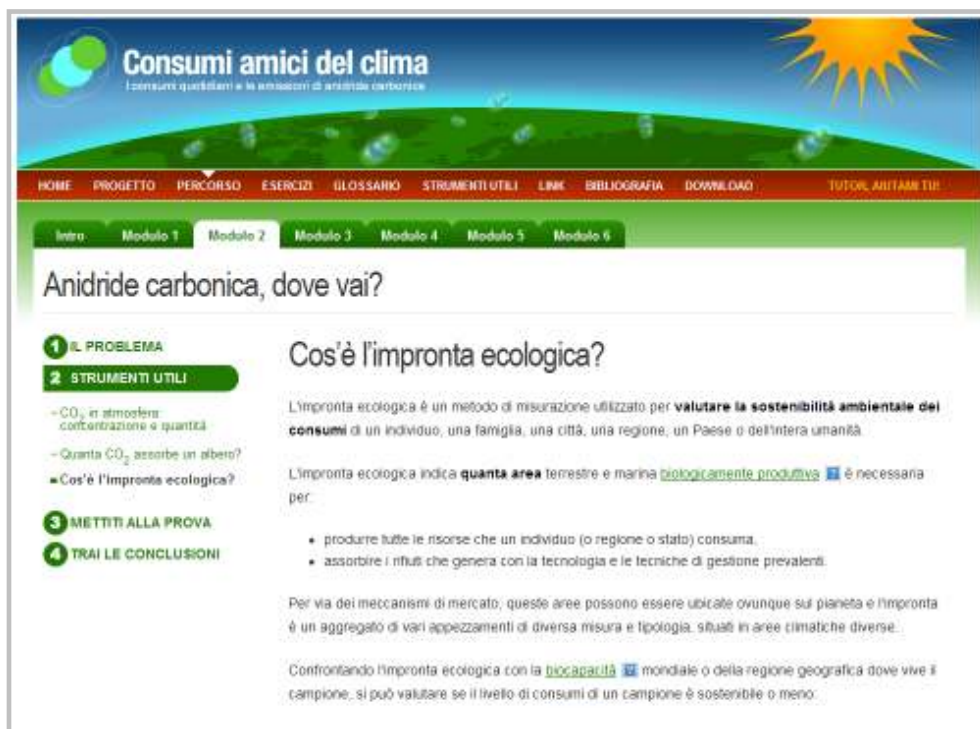 Consumi amici del clima
I consumi quotidiani e le emissioni di anidride carbonica
HOME PROGETTO PERCORSO ESERCIZI GLOSSARIO STRUMENTI UTILI LINK BIBLIOGRAFIA DOWNLOAD TUTOR, AIUTAMI TU!
Intro Modulo 1 Modulo 2 Modulo 3 Modulo 4 Modulo 5 Modulo 6
Anidride carbonica, dove vai?
1 IL PROBLEMA
2 STRUMENTI UTILI
- CO2 in atmosfera:
concentrazione e quantità
- Quanta CO2 assorbe un albero?
Cos'è l'impronta ecologica?
3 METTITI ALLA PROVA
4 TRAI LE CONCLUSIONI
Cos'è l'impronta ecologica?
L'impronta ecologica è un metodo di misurazione utilizzato per valutare la sostenibilità ambientale dei
consumi di un individuo, una famiglia, una città, una regione, un Paese o dell'intera umanità.
L'impronta ecologica indica quanta area terrestre e marina biologicamente produttiva è necessaria
per:
• produrre tutte le risorse che un individuo (o regione o stato) consuma,
• assorbire i rifiuti che genera con la tecnologia e le tecniche di gestione prevalenti.
Per via dei meccanismi di mercato, queste aree possono essere ubicate ovunque sul pianeta e l'impronta
è un aggregato di vari appezzamenti di diversa misura e tipologia, situati in aree climatiche diverse.
Confrontando l'impronta ecologica con la biocapacità mondiale o della regione geografica dove vive il
campione, si può valutare se il livello di consumi di un campione è sostenibile o meno.